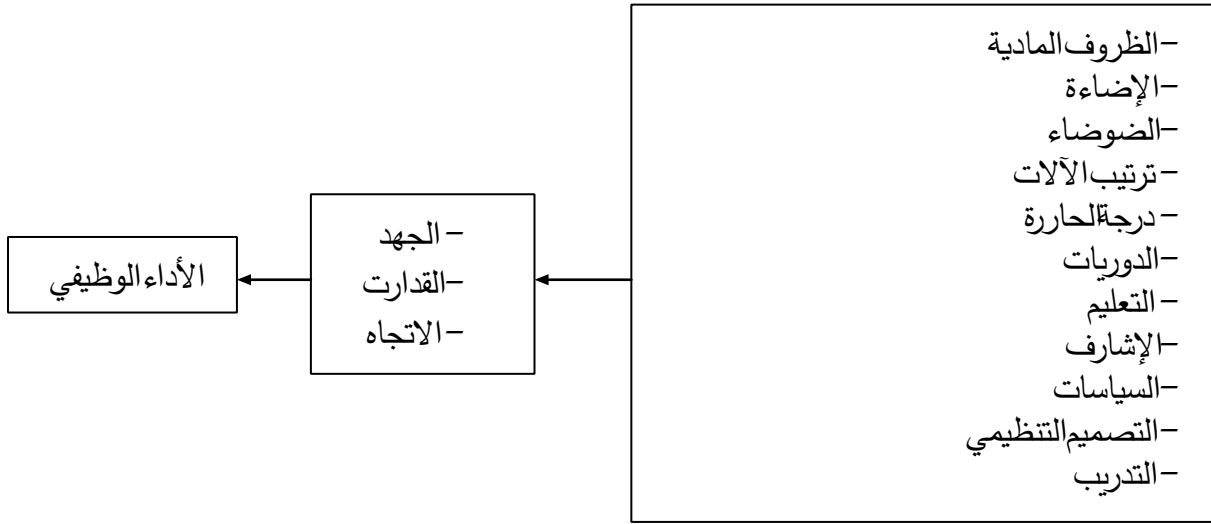 -الظروف المادية
-الإضاءة
-الضوضاء
-ترتيب الآلات
-درجة الحاررة
-الدوريات
-التعليم
-الإشارف
-السياسات
-التصميم التنظيمي
-التدريب
-الجهد
-القدارت
-الاتجاه
الأداء الوظيفي